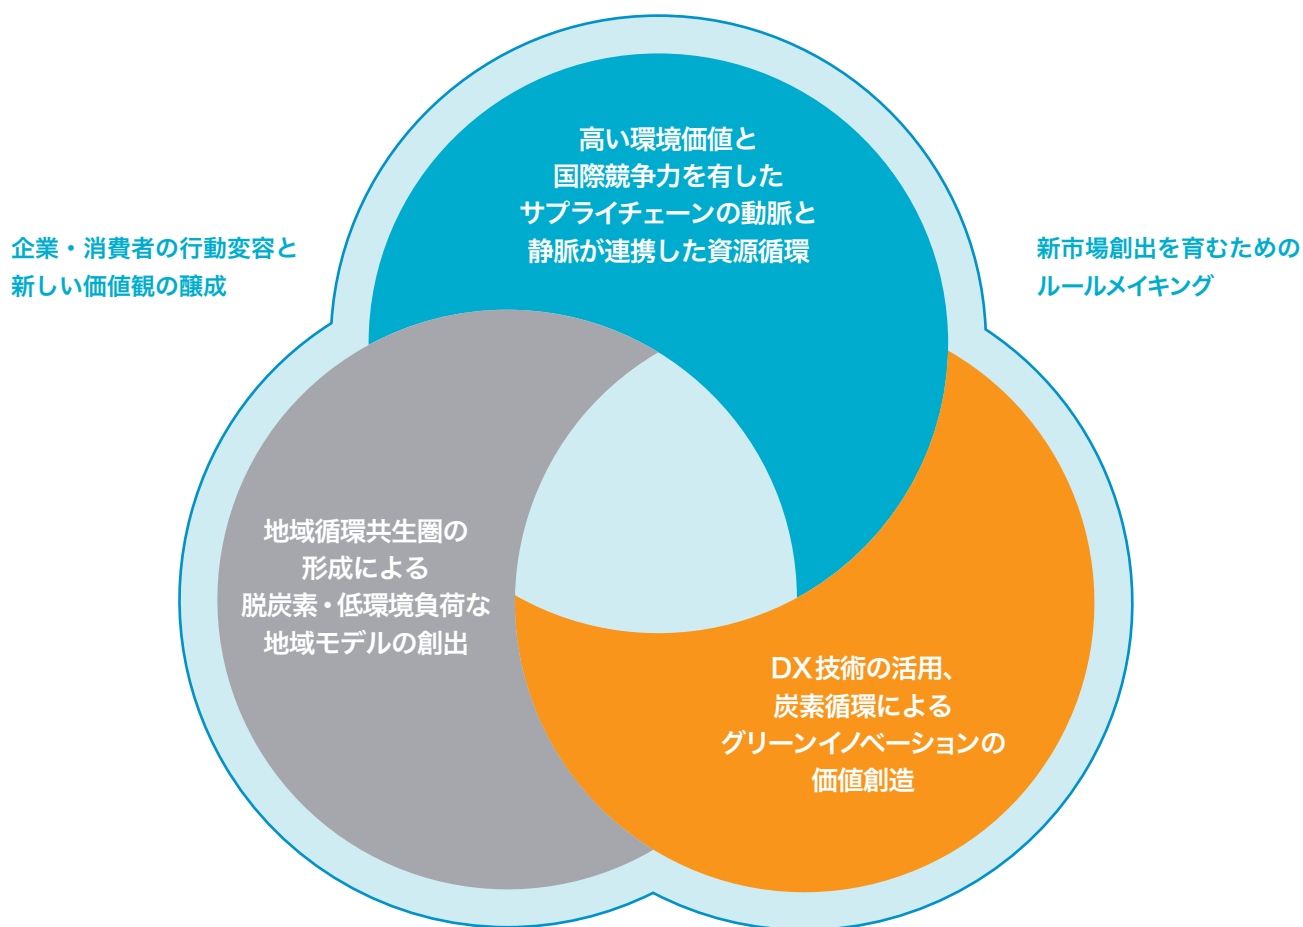 高い環境価値と
国際競争力を有した
サプライチェーンの動脈と
静脈が連携した資源循環
企業・消費者の行動変容と
新しい価値観の醸成
新市場創出を育むための
ルールメイキング
地域循環共生圏の
形成による
脱炭素・低環境負荷な
地域モデルの創出
DX技術の活用、
炭素循環による
グリーンイノベーションの
価値創造